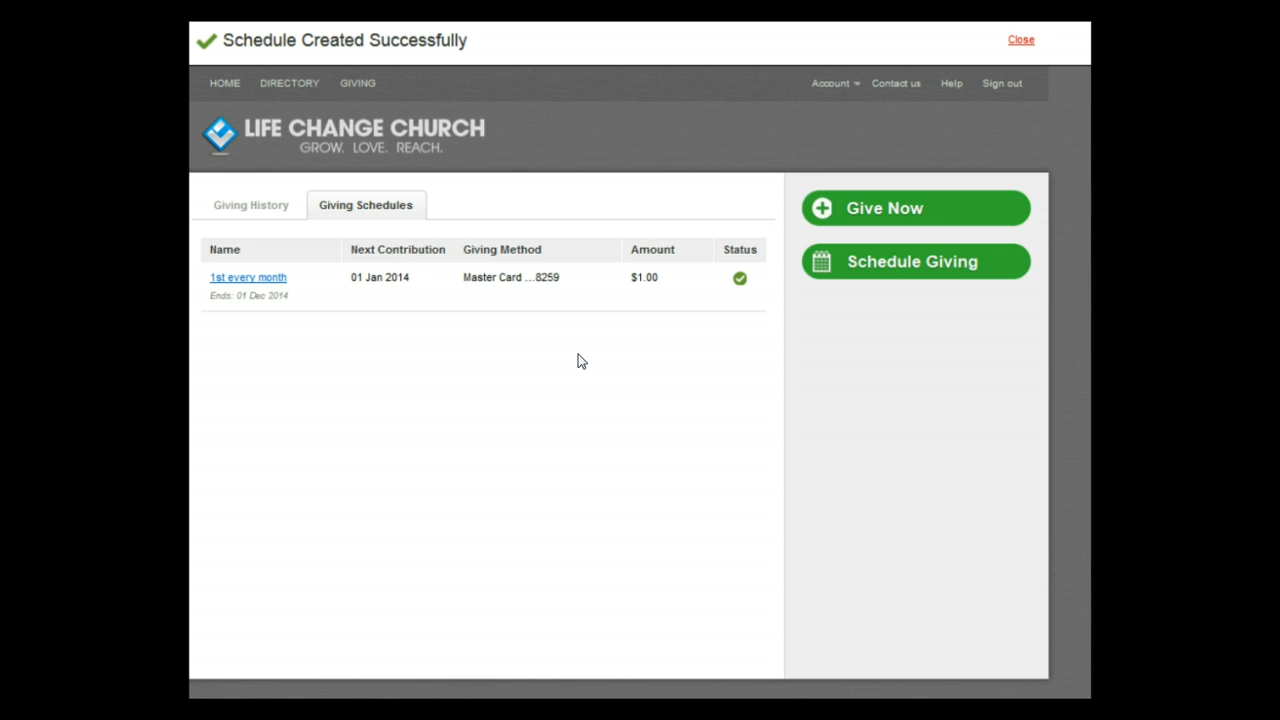 Schedule Created Successfully
Close
HOME DIRECTORY GIVING
Account Contact us Help Sign out
LIFE CHANGE CHURCH
GROW. LOVE. REACH.
Giving History Giving Schedules
Name Next Contribution Giving Method Amount Status
1st every month 01 Jan 2014 Master Card ...8259 $1.00
Ends: 01 Dec 2014
Give Now
Schedule Giving